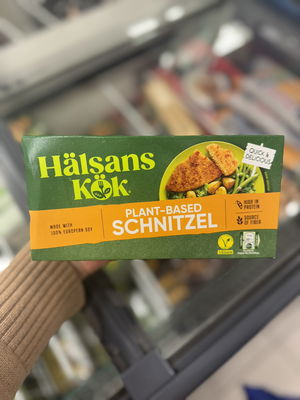 Hälsans
Kök
QUICK &
DELICIOUS
PLANT-BASED
SCHNITZEL
MADE WITH
100% EUROPEAN SOY
HIGH IN
PROTEIN
SOURCE
OF FIBER